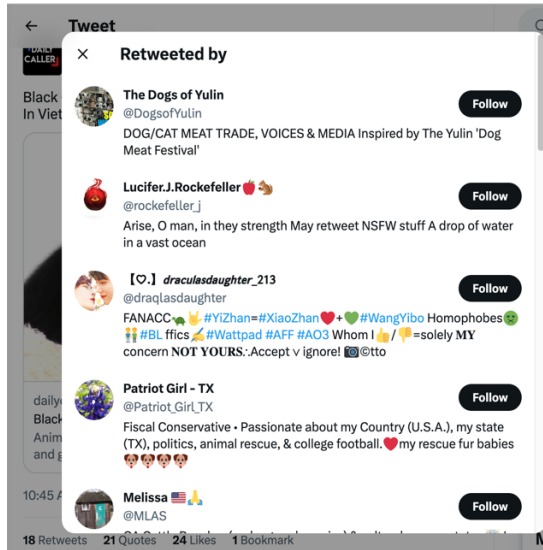 Tweet
DAILY
CALLER
Black
In Viet
daily
Black
Anim
and g
10:45 A
Retweeted by
The Dogs of Yulin
@DogsofYulin
Follow
DOG/CAT MEAT TRADE, VOICES & MEDIA Inspired by The Yulin 'Dog
Meat Festival'
Lucifer.J.Rockefeller🍎🐿️
@rockefeller_j
Follow
Arise, O man, in they strength May retweet NSFW stuff A drop of water
in a vast ocean
【♡.】𝙙𝙧𝙖𝙘𝙪𝙡𝙖𝙨𝙙𝙖𝙪𝙜𝙝𝙩𝙚𝙧_213
@draqlasdaughter
Follow
FANACC🐢🤟#YiZhan=#XiaoZhan❤️+💚#WangYibo Homophobes🤢
👬#BL ffics✍️#Wattpad #AFF #AO3 Whom I👍/👎=solely 𝐌𝐘
concern 𝐍𝐎𝐓 𝐘𝐎𝐔𝐑𝐒∴Accept v ignore! 📷©tto
Patriot Girl - TX
@Patriot_Girl_TX
Follow
Fiscal Conservative • Passionate about my Country (U.S.A.), my state
(TX), politics, animal rescue, & college football.❤️my rescue fur babies
🐶🐶🐶🐶
Melissa 🇺🇸🙏
@MLAS
Follow
18 Retweets 21 Quotes 24 Likes 1 Bookmark